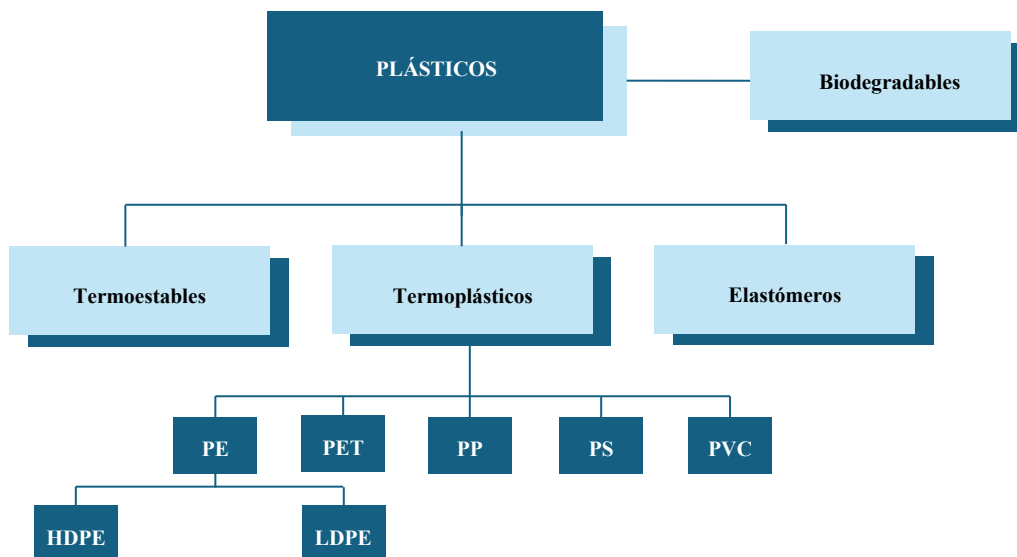 PLÁSTICOS
Biodegradables
Termoestables
Termoplásticos
Elastómeros
PE
PET
PP
PS
PVC
HDPE
LDPE